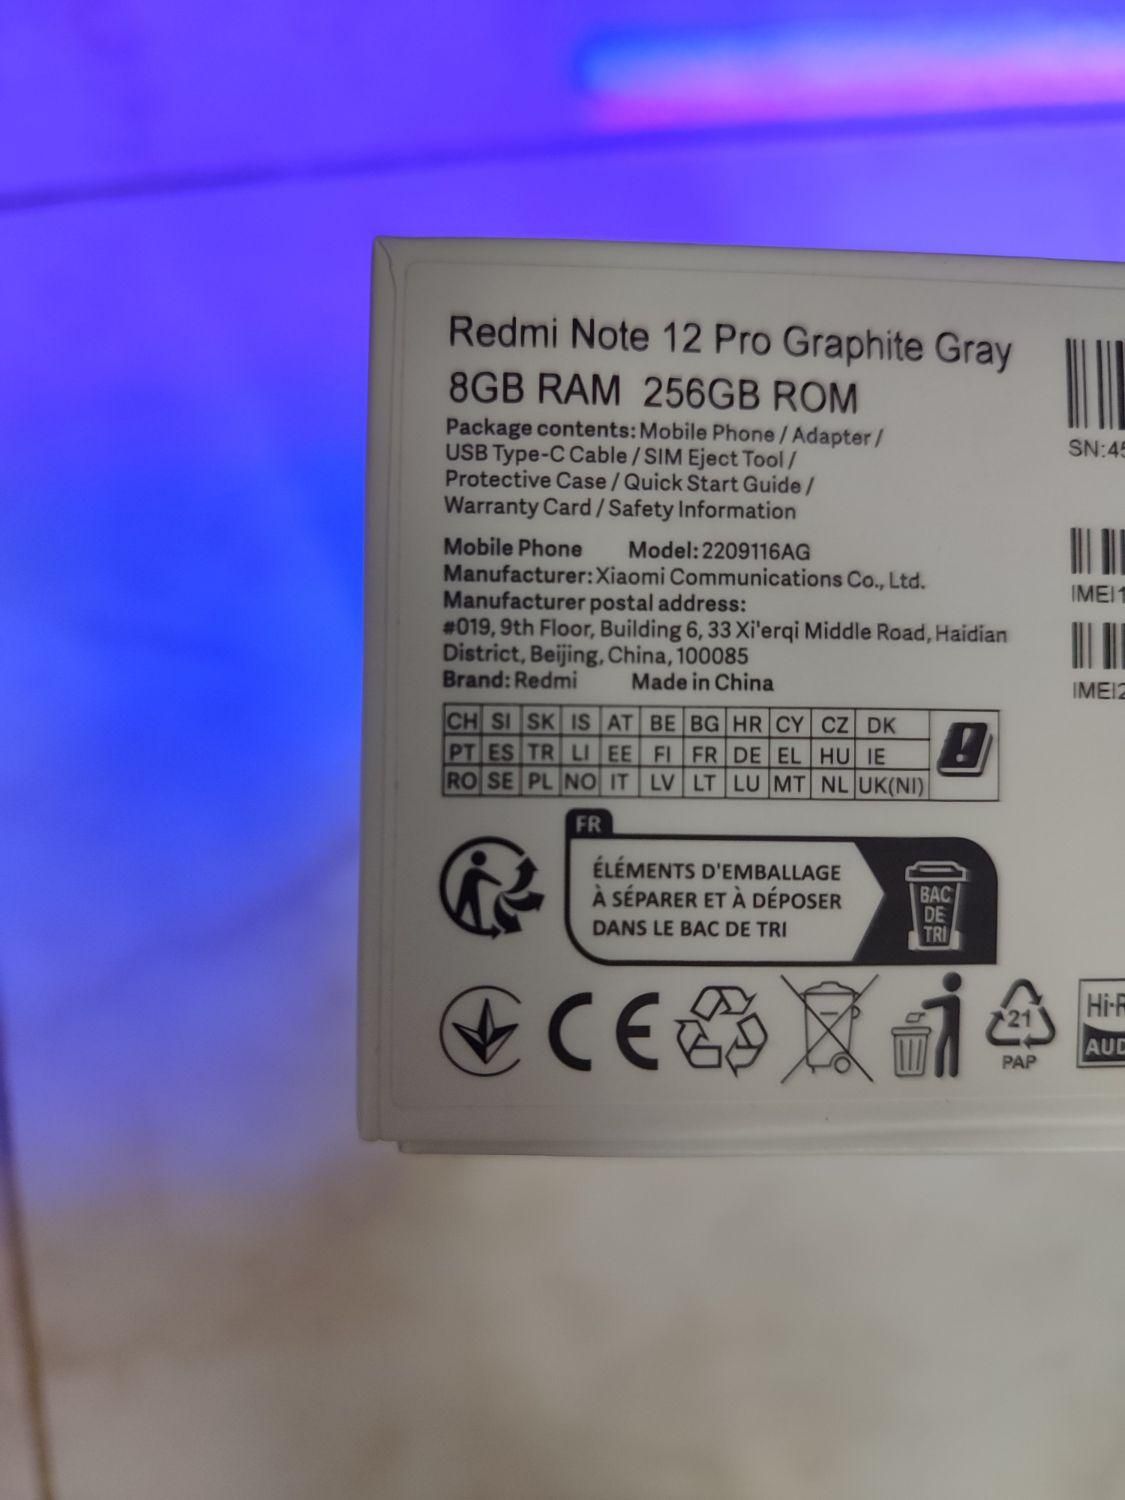 Redmi Note 12 Pro Graphite Gray
8GB RAM 256GB ROM
Package contents: Mobile Phone / Adapter /
USB Type-C Cable / SIM Eject Tool /
Protective Case / Quick Start Guide /
Warranty Card / Safety Information
Mobile Phone Model: 2209116AG
Manufacturer: Xiaomi Communications Co., Ltd.
Manufacturer postal address:
#019, 9th Floor, Building 6, 33 Xi'erqi Middle Road, Haidian
District, Beijing, China, 100085
Brand: Redmi Made in China
CH SI SK IS AT BE BG HR CY CZ DK
PT ES TR LI EE FI FR DE EL HU IE
RO SE PL NO IT LV LT LU MT NL UK(NI)
FR
ÉLÉMENTS D'EMBALLAGE
À SÉPARER ET À DÉPOSER
DANS LE BAC DE TRI
BAC
DE
TRI
CE
21
PAP
Hi-R
AUD
SN:45
IMEI1
IMEI2